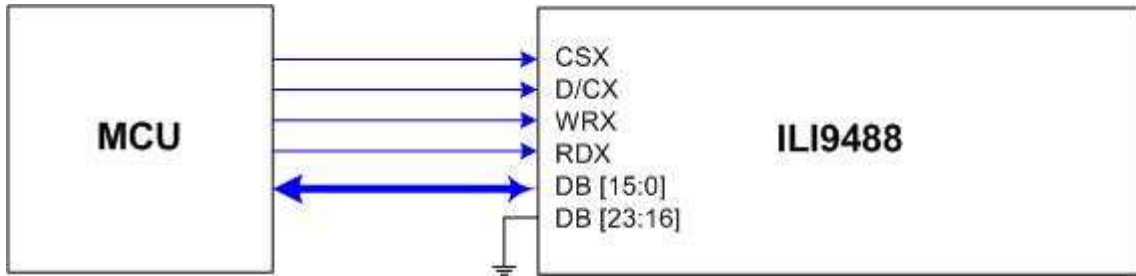 MCU
CSX
D/CX
WRX
RDX
DB [15:0]
DB [23:16]
ILI9488